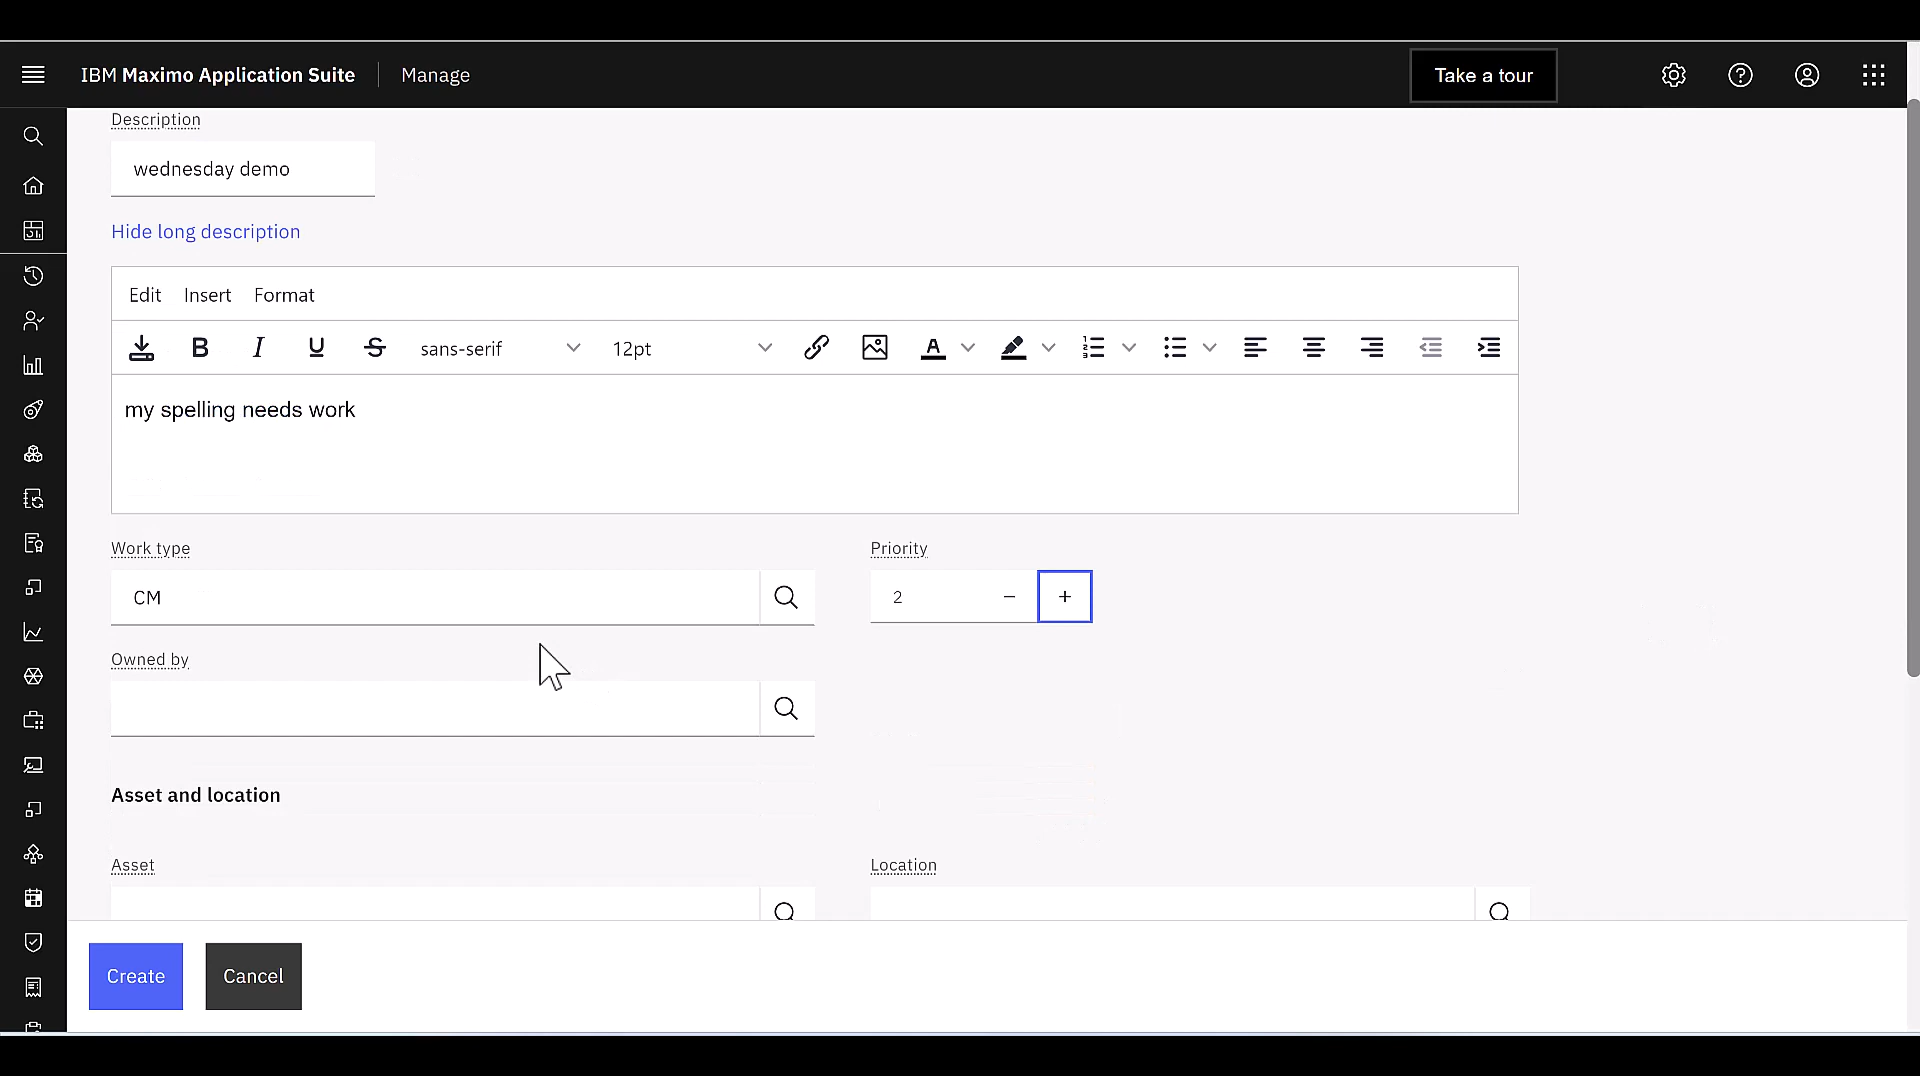 IBM Maximo Application Suite Manage Take a tour
Description
wednesday demo
Hide long description
Edit Insert Format
B I U S sans-serif 12pt A
my spelling needs work
Work type Priority
CM 2 - +
Owned by
Asset and location
Asset Location
Create Cancel